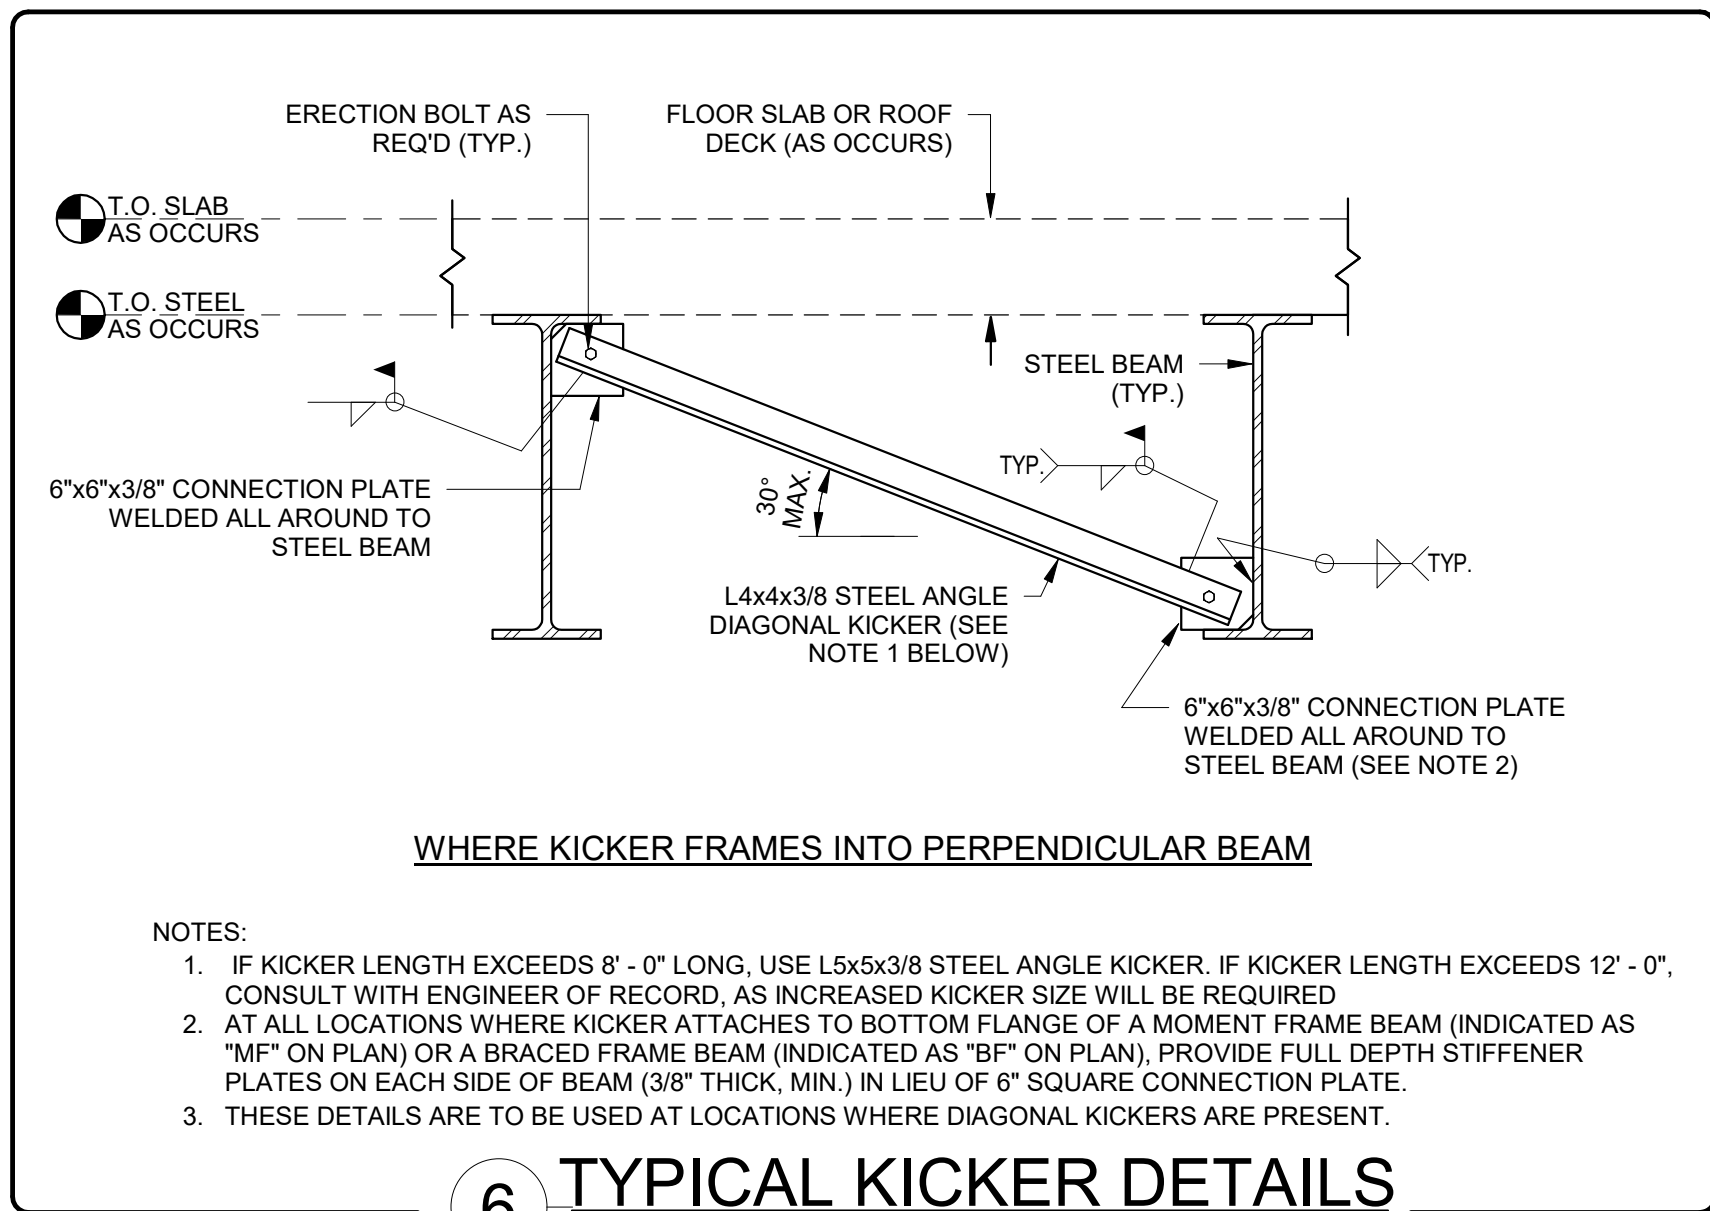 ERECTION BOLT AS
REQ'D (TYP.)
FLOOR SLAB OR ROOF
DECK (AS OCCURS)
T.O. SLAB
AS OCCURS
T.O. STEEL
AS OCCURS
STEEL BEAM
(TYP.)
TYP.
6"x6"x3/8" CONNECTION PLATE
WELDED ALL AROUND TO
STEEL BEAM
30°
MAX.
TYP.
L4x4x3/8 STEEL ANGLE
DIAGONAL KICKER (SEE
NOTE 1 BELOW)
6"x6"x3/8" CONNECTION PLATE
WELDED ALL AROUND TO
STEEL BEAM (SEE NOTE 2)
WHERE KICKER FRAMES INTO PERPENDICULAR BEAM
NOTES:
1. IF KICKER LENGTH EXCEEDS 8' - 0" LONG, USE L5x5x3/8 STEEL ANGLE KICKER. IF KICKER LENGTH EXCEEDS 12' - 0",
CONSULT WITH ENGINEER OF RECORD, AS INCREASED KICKER SIZE WILL BE REQUIRED
2. AT ALL LOCATIONS WHERE KICKER ATTACHES TO BOTTOM FLANGE OF A MOMENT FRAME BEAM (INDICATED AS
"MF" ON PLAN) OR A BRACED FRAME BEAM (INDICATED AS "BF" ON PLAN), PROVIDE FULL DEPTH STIFFENER
PLATES ON EACH SIDE OF BEAM (3/8" THICK, MIN.) IN LIEU OF 6" SQUARE CONNECTION PLATE.
3. THESE DETAILS ARE TO BE USED AT LOCATIONS WHERE DIAGONAL KICKERS ARE PRESENT.
6 TYPICAL KICKER DETAILS